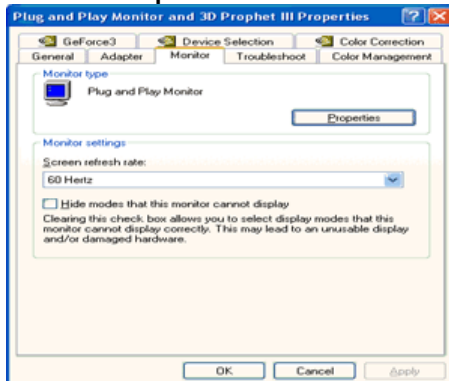 Plug and Play Monitor and 3D Prophet III Properties
GeForce3 Device Selection Color Correction
General Adapter Monitor Troubleshoot Color Management
Monitor type
Plug and Play Monitor
Properties
Monitor settings
Screen refresh rate:
60 Hertz
Hide modes that this monitor cannot display
Clearing this check box allows you to select display modes that this
monitor cannot display correctly. This may lead to an unusable display
and/or damaged hardware.
OK Cancel Apply